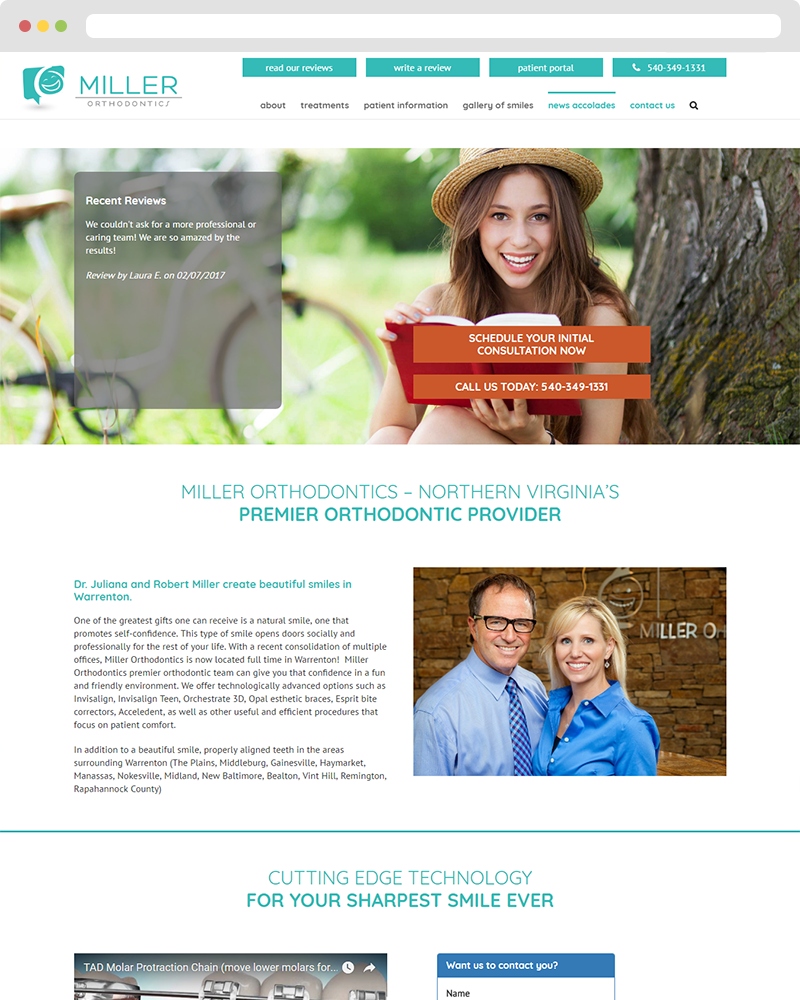 MILLER
ORTHODONTICS
read our reviews
write a review
patient portal
540-349-1331
about
treatments
patient information
gallery of smiles
news accolades
contact us
Recent Reviews
We couldn't ask for a more professional or
caring team! We are so amazed by the
results!
Review by Laura E. on 02/07/2017
SCHEDULE YOUR INITIAL
CONSULTATION NOW
CALL US TODAY: 540-349-1331
MILLER ORTHODONTICS – NORTHERN VIRGINIA'S
PREMIER ORTHODONTIC PROVIDER
Dr. Juliana and Robert Miller create beautiful smiles in
Warrenton.
One of the greatest gifts one can receive is a natural smile, one that
promotes self-confidence. This type of smile opens doors socially and
professionally for the rest of your life. With a recent consolidation of multiple
offices, Miller Orthodontics is now located full time in Warrenton!  Miller
Orthodontics premier orthodontic team can give you that confidence in a fun
and friendly environment. We offer technologically advanced options such as
Invisalign, Invisalign Teen, Orchestrate 3D, Opal esthetic braces, Esprit bite
correctors, Acceledent, as well as other useful and efficient procedures that
focus on patient comfort.
In addition to a beautiful smile, properly aligned teeth in the areas
surrounding Warrenton (The Plains, Middleburg, Gainesville, Haymarket,
Manassas, Nokesville, Midland, New Baltimore, Bealton, Vint Hill, Remington,
Rapahannock County)
MILLER O
CUTTING EDGE TECHNOLOGY
FOR YOUR SHARPEST SMILE EVER
TAD Molar Protraction Chain (move lower molars for...
Want us to contact you?
Name